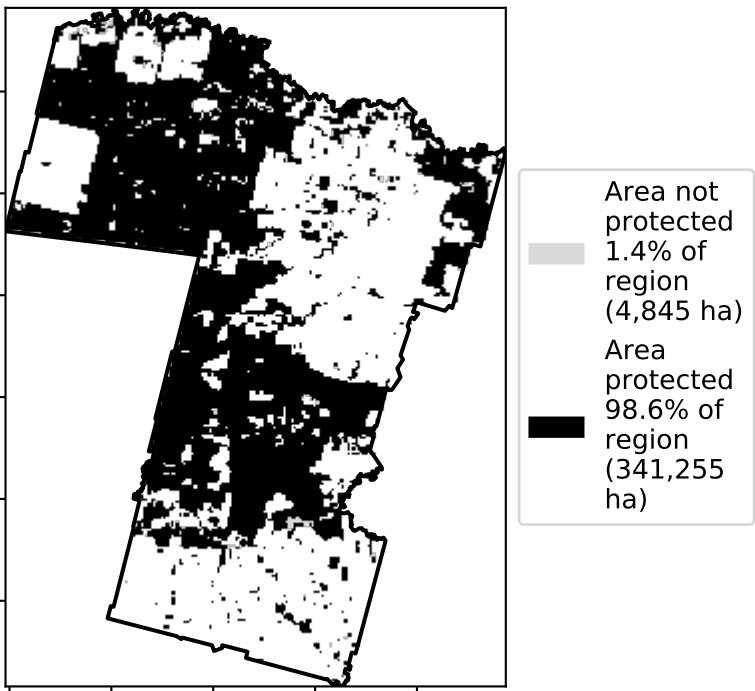 Area not
protected
1.4% of
region
(4,845 ha)
Area
protected
98.6% of
region
(341,255
ha)